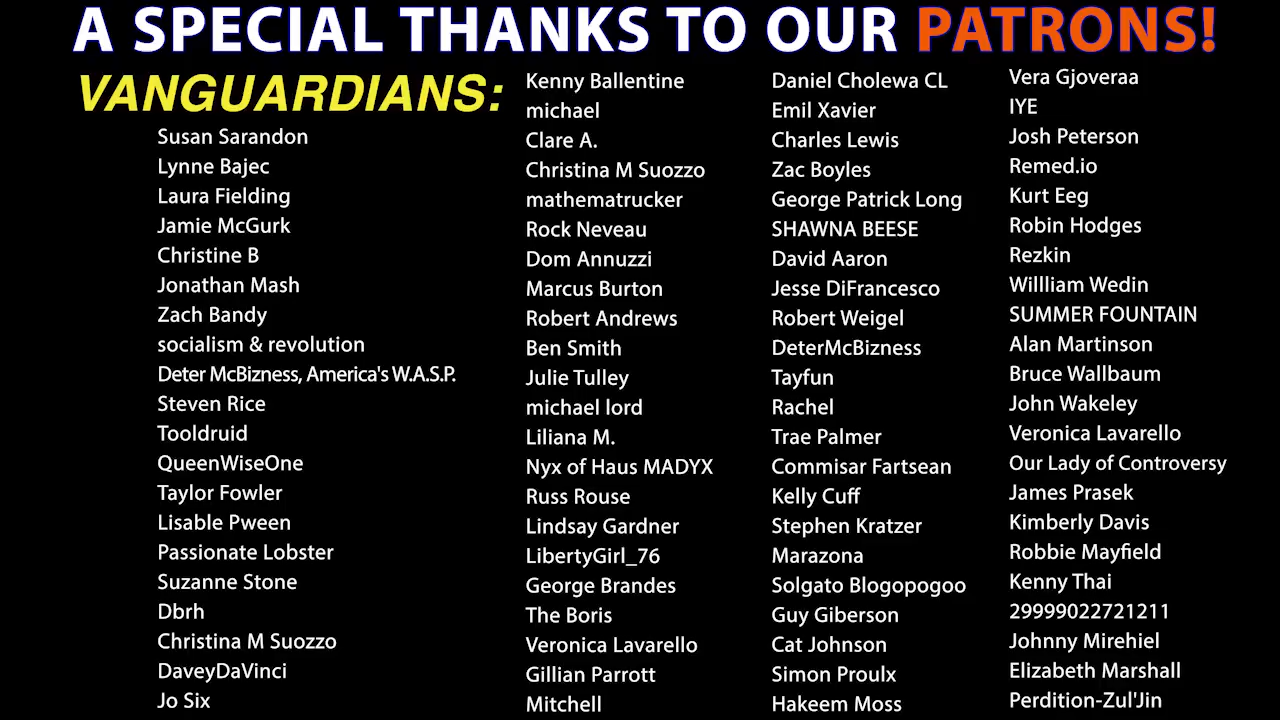 A SPECIAL THANKS TO OUR PATRONS!
VANGUARDIANS:
Susan Sarandon
Lynne Bajec
Laura Fielding
Jamie McGurk
Christine B
Jonathan Mash
Zach Bandy
socialism & revolution
Deter McBizness, America's W.A.S.P.
Steven Rice
Tooldruid
QueenWiseOne
Taylor Fowler
Lisable Pween
Passionate Lobster
Suzanne Stone
Dbrh
Christina M Suozzo
DaveyDaVinci
Jo Six
Kenny Ballentine
michael
Clare A.
Christina M Suozzo
mathematrucker
Rock Neveau
Dom Annuzzi
Marcus Burton
Robert Andrews
Ben Smith
Julie Tulley
michael lord
Liliana M.
Nyx of Haus MADYX
Russ Rouse
Lindsay Gardner
LibertyGirl_76
George Brandes
The Boris
Veronica Lavarello
Gillian Parrott
Mitchell
Daniel Cholewa CL
Emil Xavier
Charles Lewis
Zac Boyles
George Patrick Long
SHAWNA BEESE
David Aaron
Jesse DiFrancesco
Robert Weigel
DeterMcBizness
Tayfun
Rachel
Trae Palmer
Commisar Fartsean
Kelly Cuff
Stephen Kratzer
Marazona
Solgato Blogopogoo
Guy Giberson
Cat Johnson
Simon Proulx
Hakeem Moss
Vera Gjoveraa
IYE
Josh Peterson
Remed.io
Kurt Eeg
Robin Hodges
Rezkin
Willliam Wedin
SUMMER FOUNTAIN
Alan Martinson
Bruce Wallbaum
John Wakeley
Veronica Lavarello
Our Lady of Controversy
James Prasek
Kimberly Davis
Robbie Mayfield
Kenny Thai
29999022721211
Johnny Mirehiel
Elizabeth Marshall
Perdition-Zul'Jin